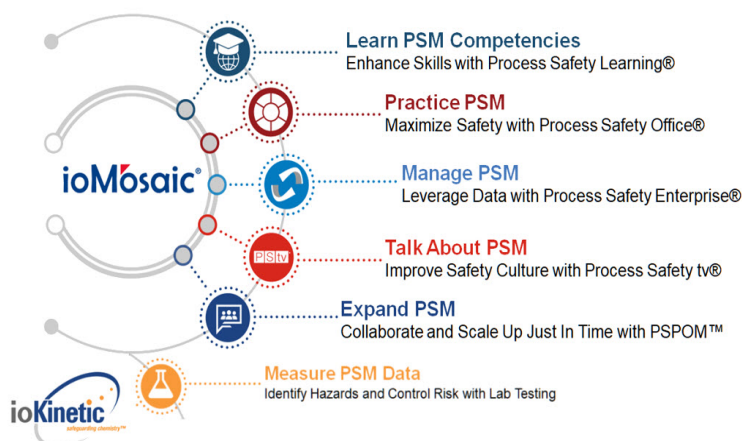 Learn PSM Competencies
Enhance Skills with Process Safety Learning®
Practice PSM
Maximize Safety with Process Safety Office®
ioMosaic®
Manage PSM
Leverage Data with Process Safety Enterprise®
Talk About PSM
PStv
Improve Safety Culture with Process Safety tv®
Expand PSM
Collaborate and Scale Up Just In Time with PSPOM™
Measure PSM Data
Identify Hazards and Control Risk with Lab Testing
ioKinetic
safeguarding chemistry™